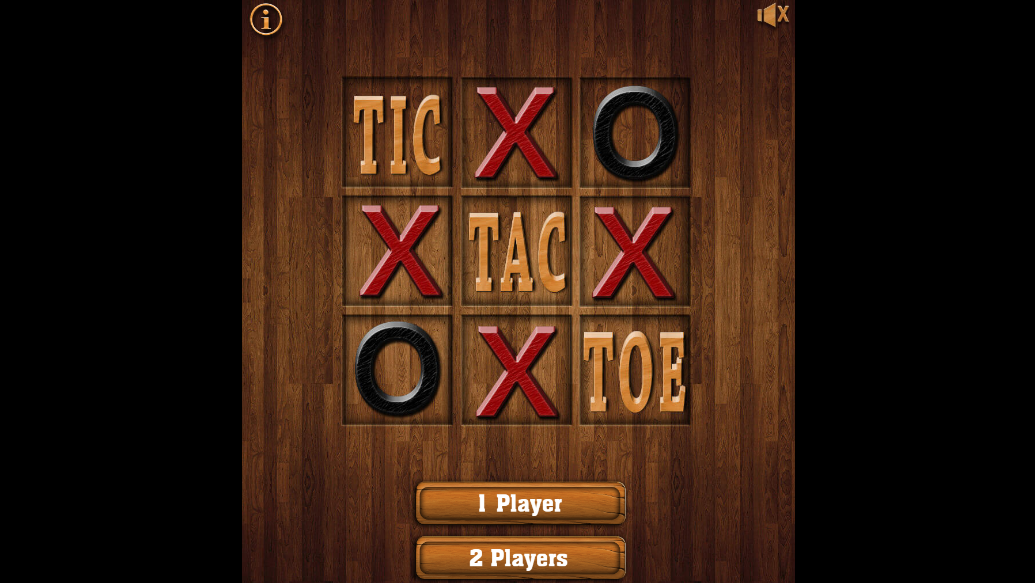 TIC X O
X TAC X
O X TOE
1 Player
2 Players